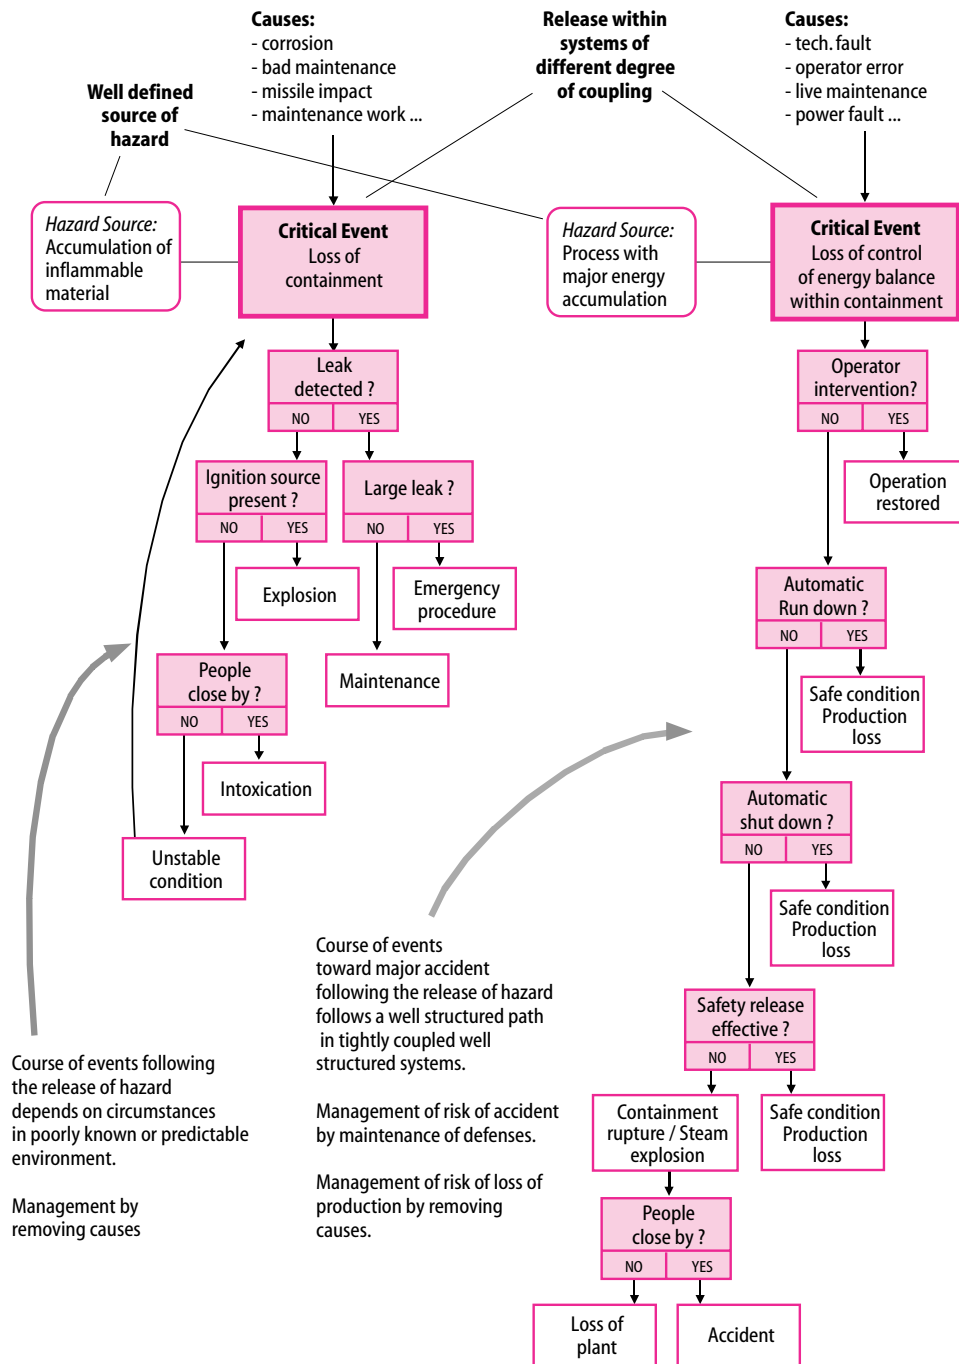 Causes:
- corrosion
- bad maintenance
- missile impact
- maintenance work ...
Release within
systems of
different degree
of coupling
Causes:
- tech. fault
- operator error
- live maintenance
- power fault ...
Well defined
source of
hazard
Hazard Source:
Accumulation of
inflammable
material
Critical Event
Loss of
containment
Hazard Source:
Process with
major energy
accumulation
Critical Event
Loss of control
of energy balance
within containment
Leak
detected ?
NO YES
Ignition source
present ?
NO YES
Large leak ?
NO YES
Explosion
Emergency
procedure
People
close by ?
NO YES
Maintenance
Intoxication
Unstable
condition
Operator
intervention?
NO YES
Operation
restored
Automatic
Run down ?
NO YES
Safe condition
Production
loss
Automatic
shut down ?
NO YES
Safe condition
Production
loss
Safety release
effective ?
NO YES
Containment
rupture / Steam
explosion
Safe condition
Production
loss
People
close by ?
NO YES
Loss of
plant
Accident
Course of events following
the release of hazard
depends on circumstances
in poorly known or predictable
environment.
Management by
removing causes
Course of events
toward major accident
following the release of hazard
follows a well structured path
in tightly coupled well
structured systems.
Management of risk of accident
by maintenance of defenses.
Management of risk of loss of
production by removing
causes.